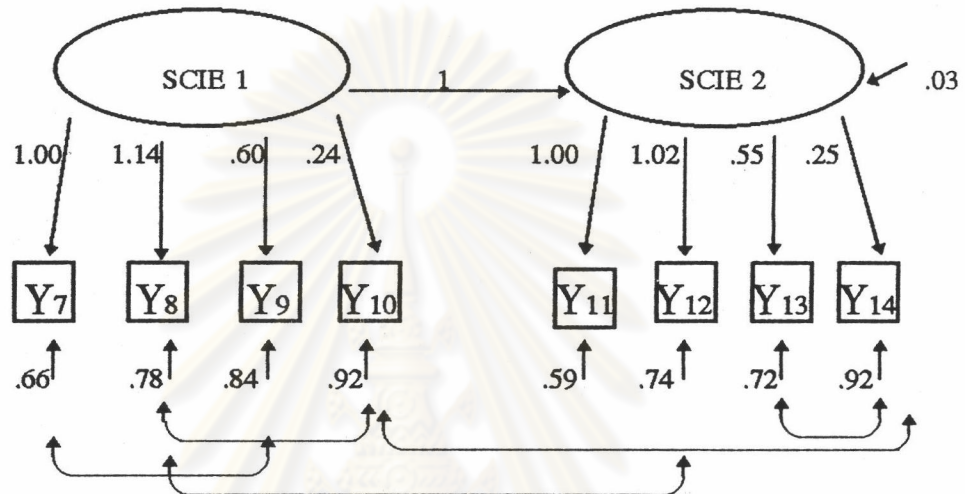 SCIE 1 1 SCIE 2 .03
1.00 1.14 .60 .24 1.00 1.02 .55 .25
Y7 Y8 Y9 Y10 Y11 Y12 Y13 Y14
.66 .78 .84 .92 .59 .74 .72 .92